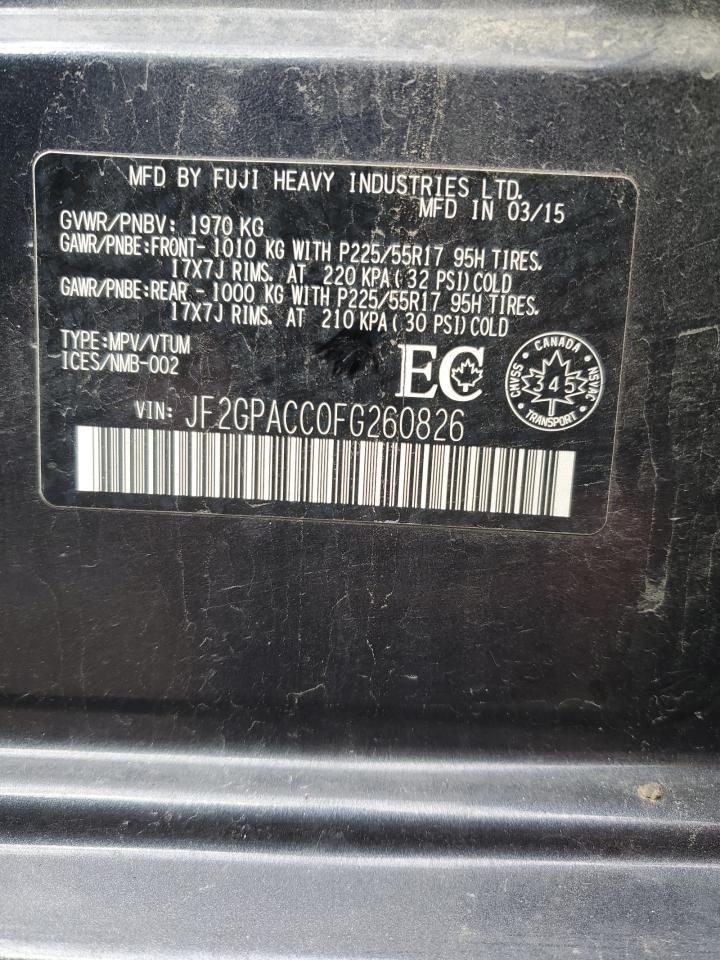 MFD BY FUJI HEAVY INDUSTRIES LTD.
MFD IN 03/15
GVWR/PNBV: 1970 KG
GAWR/PNBE:FRONT- 1010 KG WITH P225/55R17 95H TIRES.
17X7J RIMS. AT 220 KPA(32 PSI)COLD
GAWR/PNBE:REAR - 1000 KG WITH P225/55R17 95H TIRES.
17X7J RIMS. AT 210 KPA(30 PSI)COLD
TYPE:MPV/VTUM
ICES/NMB-002
EC
CANADA
CMVSS
345
NSVAC
TRANSPORT
VIN: JF2GPACC0FG260826